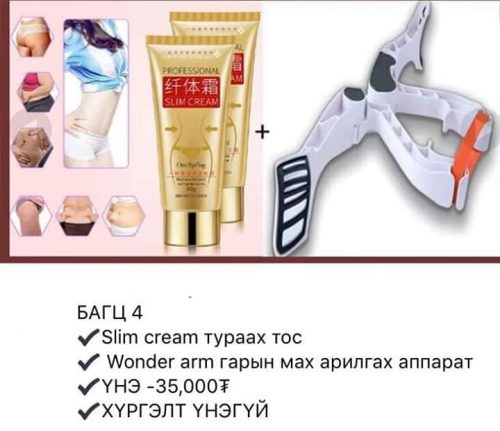 PROFESSIONAL
纤体霜
SLIM CREAM
+
БАГЦ 4
✔Slim cream тураах тос
✔ Wonder arm гарын мах арилгах аппарат
✔ҮНЭ -35,000₮
✔ХҮРГЭЛТ ҮНЭГҮЙ